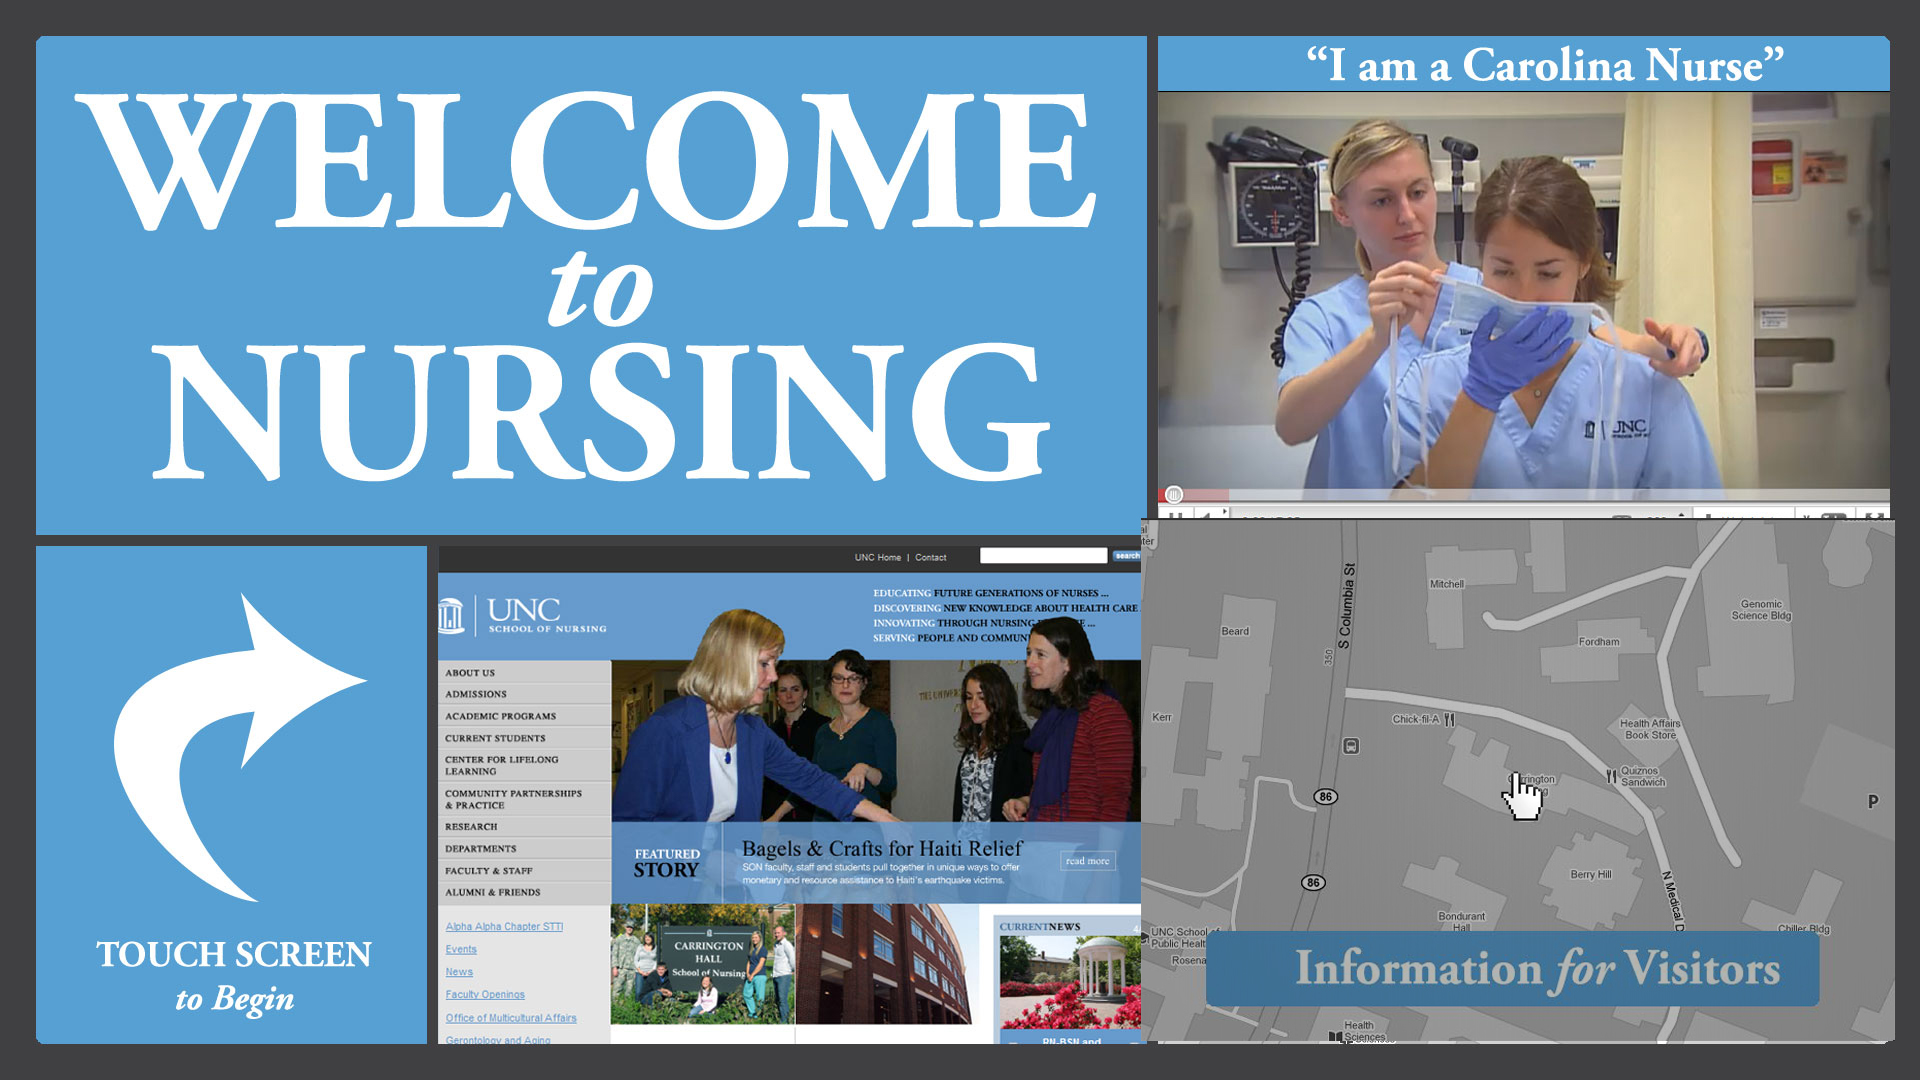 WELCOME
to
NURSING
“I am a Carolina Nurse”
UNC
TOUCH SCREEN
to Begin
UNC Home | Contact
search
UNC
SCHOOL OF NURSING
EDUCATING FUTURE GENERATIONS OF NURSES ...
DISCOVERING NEW KNOWLEDGE ABOUT HEALTH CARE
INNOVATING THROUGH NURSING
SERVING PEOPLE AND
ABOUT US
ADMISSIONS
ACADEMIC PROGRAMS
CURRENT STUDENTS
CENTER FOR LIFELONG
LEARNING
COMMUNITY PARTNERSHIPS
& PRACTICE
RESEARCH
DEPARTMENTS
FACULTY & STAFF
ALUMNI & FRIENDS
Alpha Alpha Chapter STTI
Events
News
Faculty Openings
Office of Multicultural Affairs
Gerontology and Aging
FEATURED
STORY
Bagels & Crafts for Haiti Relief
SON faculty, staff and students pull together in unique ways to offer
monetary and resource assistance to Haiti's earthquake victims.
read more
CARRINGTON
HALL
School of Nursing
CURRENTNEWS
RN-BSN and
S Columbia St
350
Mitchell
Genomic
Science Bldg
Beard
Fordham
Kerr
Chick-fil-A
Health Affairs
Book Store
Quiznos
Sandwich
86
P
86
Berry Hill
N Medical D
Bondurant
Hall
UNC School of
Public Healt
Rosena
Chiller Bldg
Information for Visitors
Health
Sciences